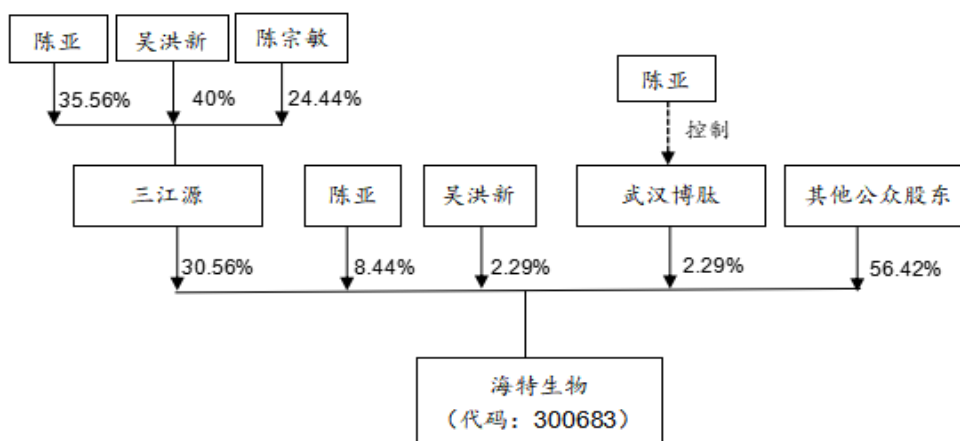 陈亚
吴洪新
陈宗敏
35.56%
40%
24.44%
陈亚
控制
三江源
陈亚
吴洪新
武汉博肽
其他公众股东
30.56%
8.44%
2.29%
2.29%
56.42%
海特生物
（代码：300683）